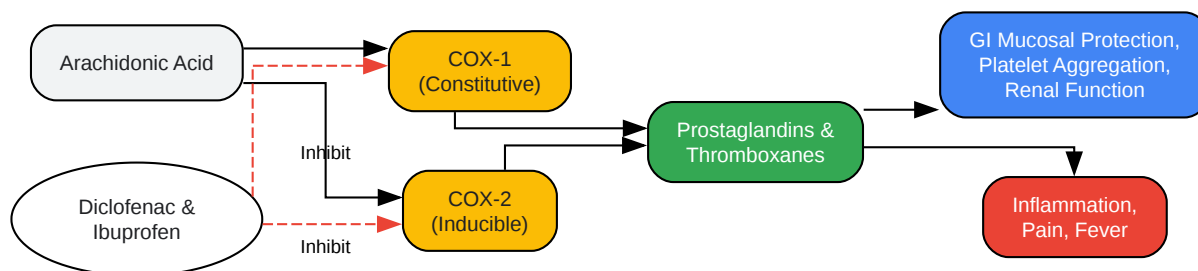 Arachidonic Acid
COX-1
(Constitutive)
GI Mucosal Protection,
Platelet Aggregation,
Renal Function
Prostaglandins &
Thromboxanes
Inhibit
Diclofenac &
Ibuprofen
COX-2
(Inducible)
Inhibit
Inflammation,
Pain, Fever